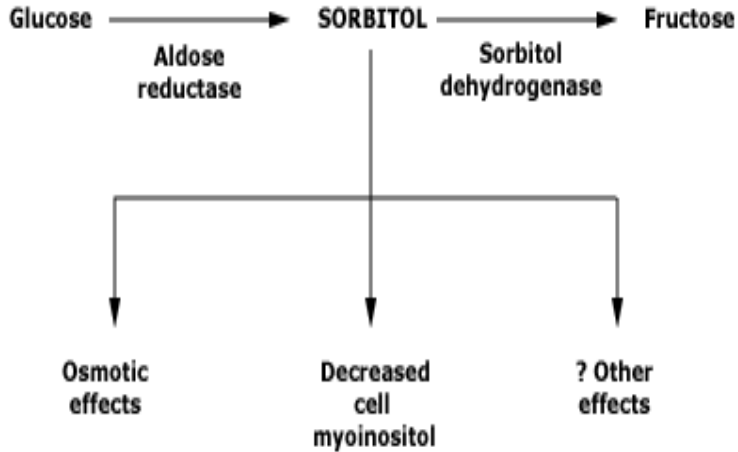 Glucose SORBITOL Fructose
Aldose
reductase
Sorbitol
dehydrogenase
Osmotic
effects
Decreased
cell
myoinositol
? Other
effects